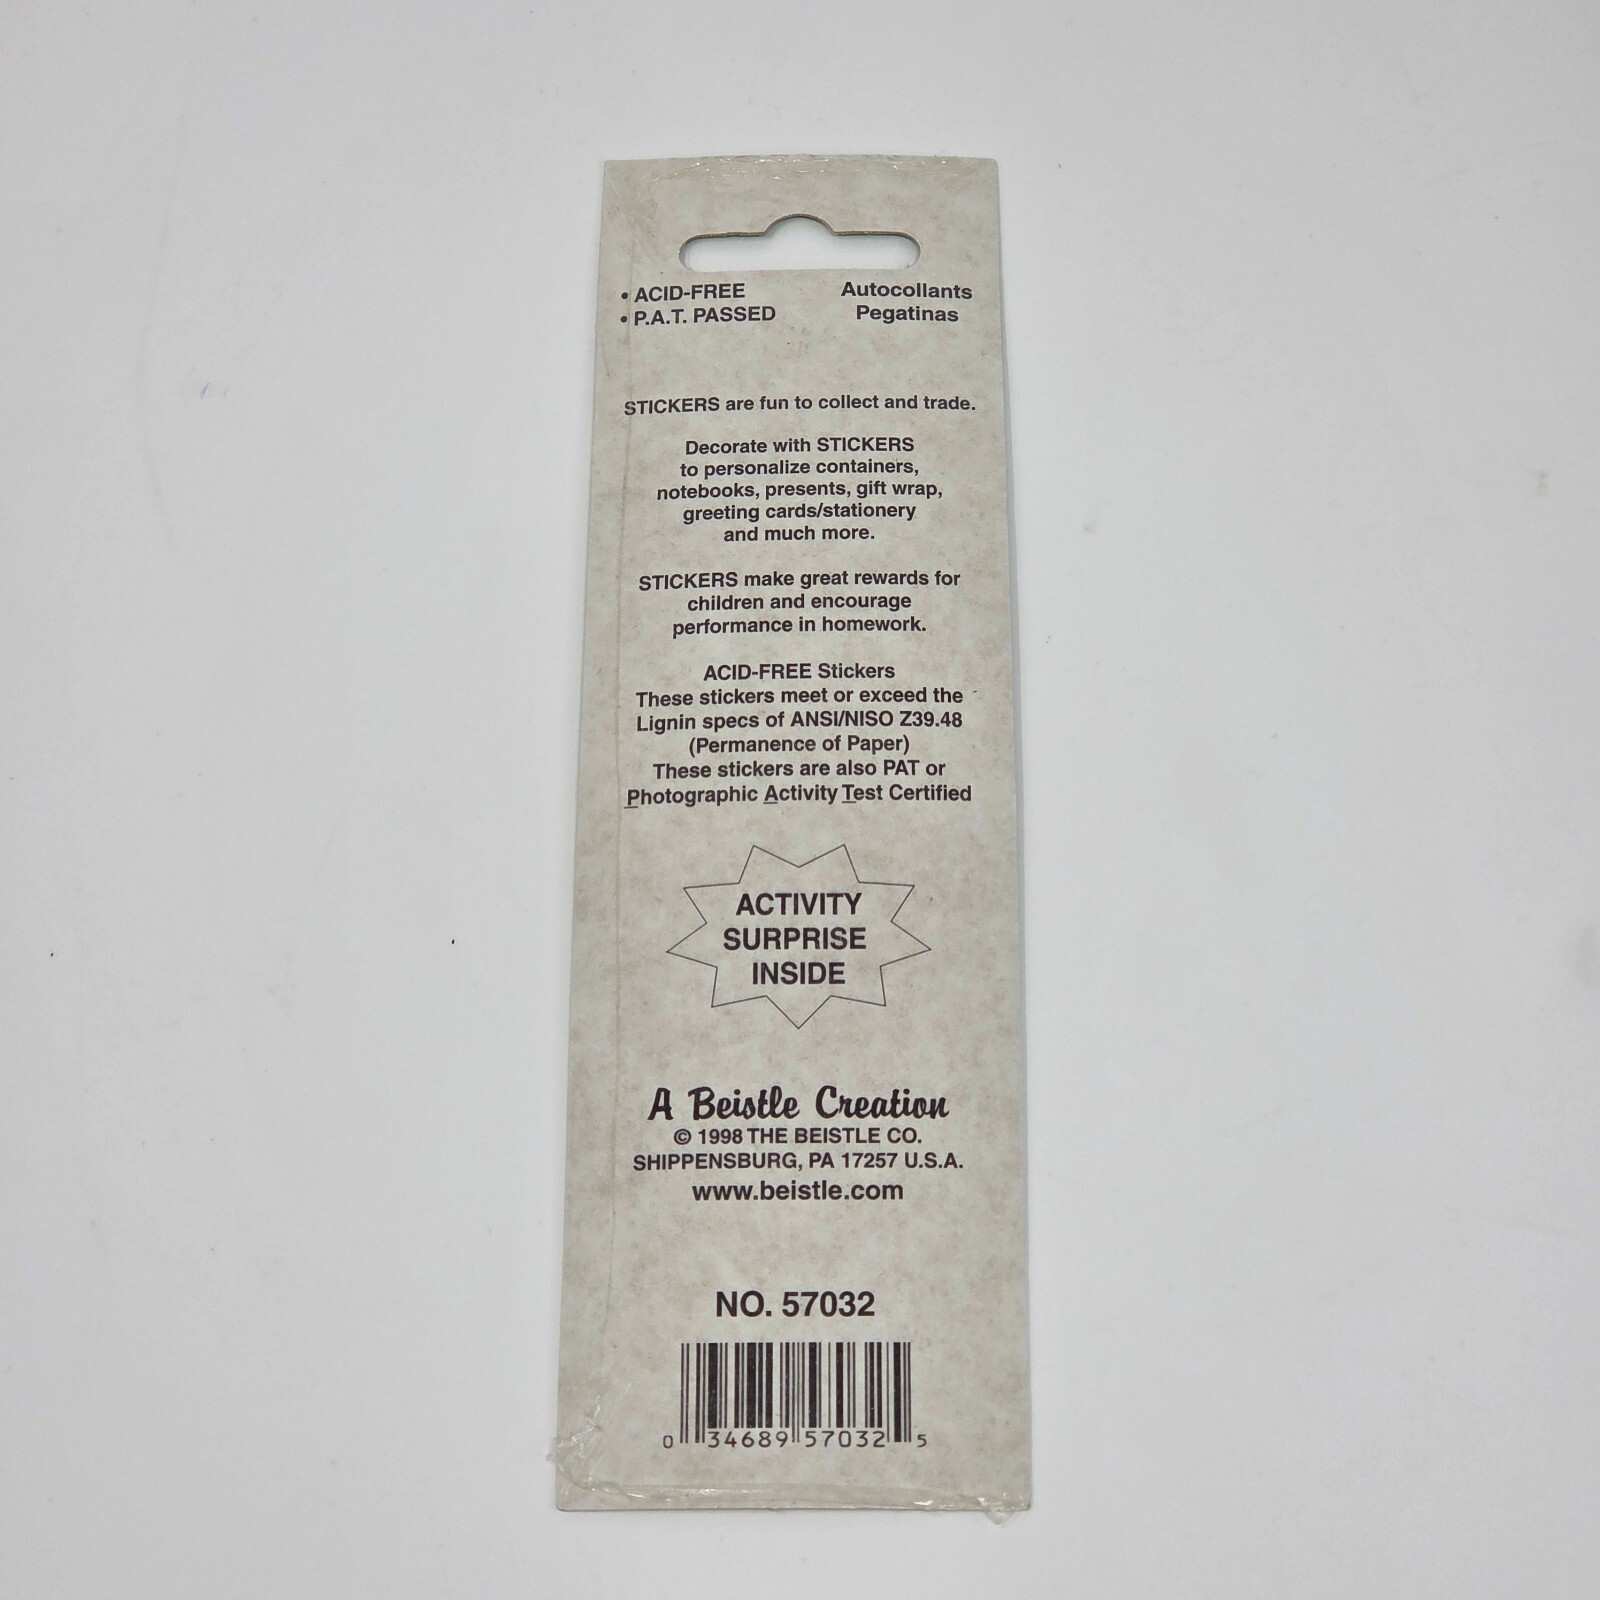 • ACID-FREE
• P.A.T. PASSED
Autocollants
Pegatinas
STICKERS are fun to collect and trade.
Decorate with STICKERS
to personalize containers,
notebooks, presents, gift wrap,
greeting cards/stationery
and much more.
STICKERS make great rewards for
children and encourage
performance in homework.
ACID-FREE Stickers
These stickers meet or exceed the
Lignin specs of ANSI/NISO Z39.48
(Permanence of Paper)
These stickers are also PAT or
Photographic Activity Test Certified
ACTIVITY
SURPRISE
INSIDE
A Beistle Creation
© 1998 THE BEISTLE CO.
SHIPPENSBURG, PA 17257 U.S.A.
www.beistle.com
NO. 57032
0 34689 57032 5